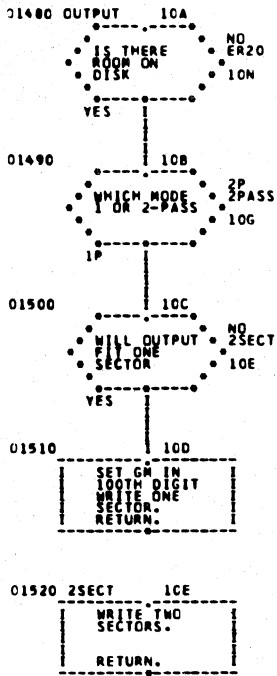 01480 OUTPUT 10A
NO
IS THERE ER20
ROOM ON
DISK 10N
YES
01490 10B
2P
WHICH MODE 2PASS
1 OR 2-PASS
10G
1P
01500 10C
NO
WILL OUTPUT 2SECT
FIT ONE
SECTOR 10E
YES
01510 10D
SET GM IN
100TH DIGIT
WRITE ONE
SECTOR.
RETURN.
01520 2SECT 10E
WRITE TWO
SECTORS.
RETURN.